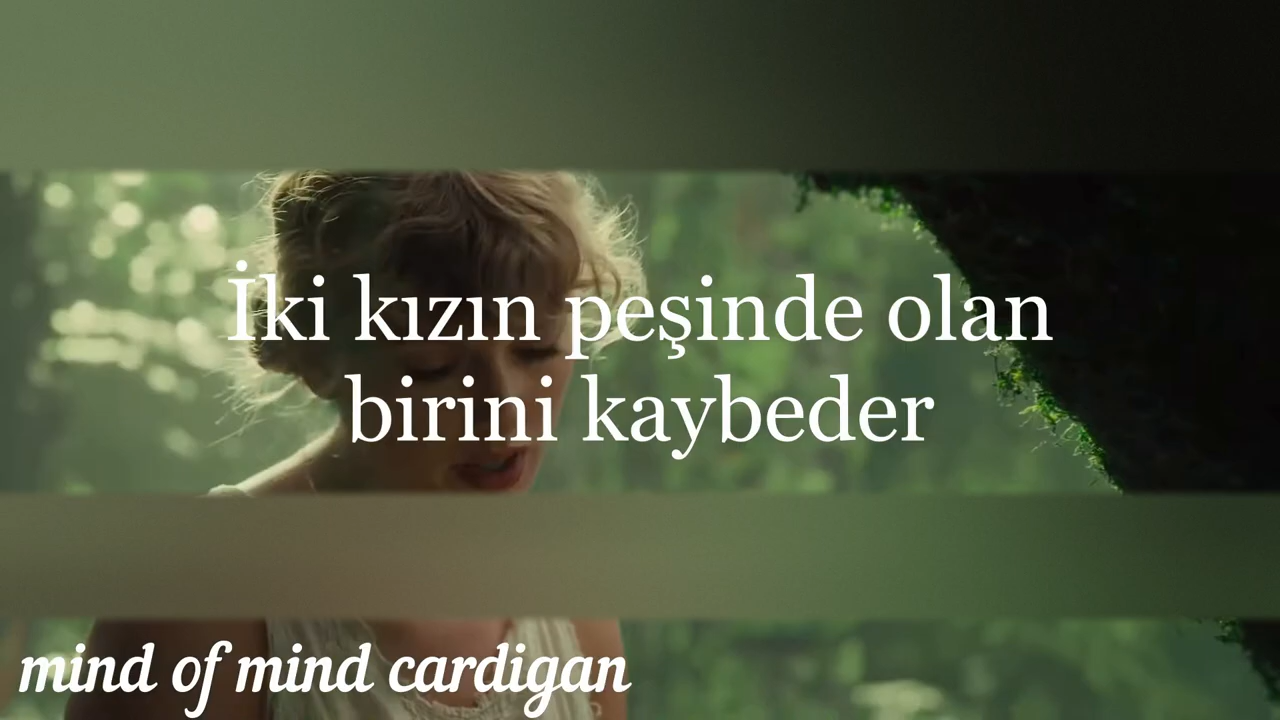 İki kızın peşinde olan
birini kaybeder
mind of mind cardigan